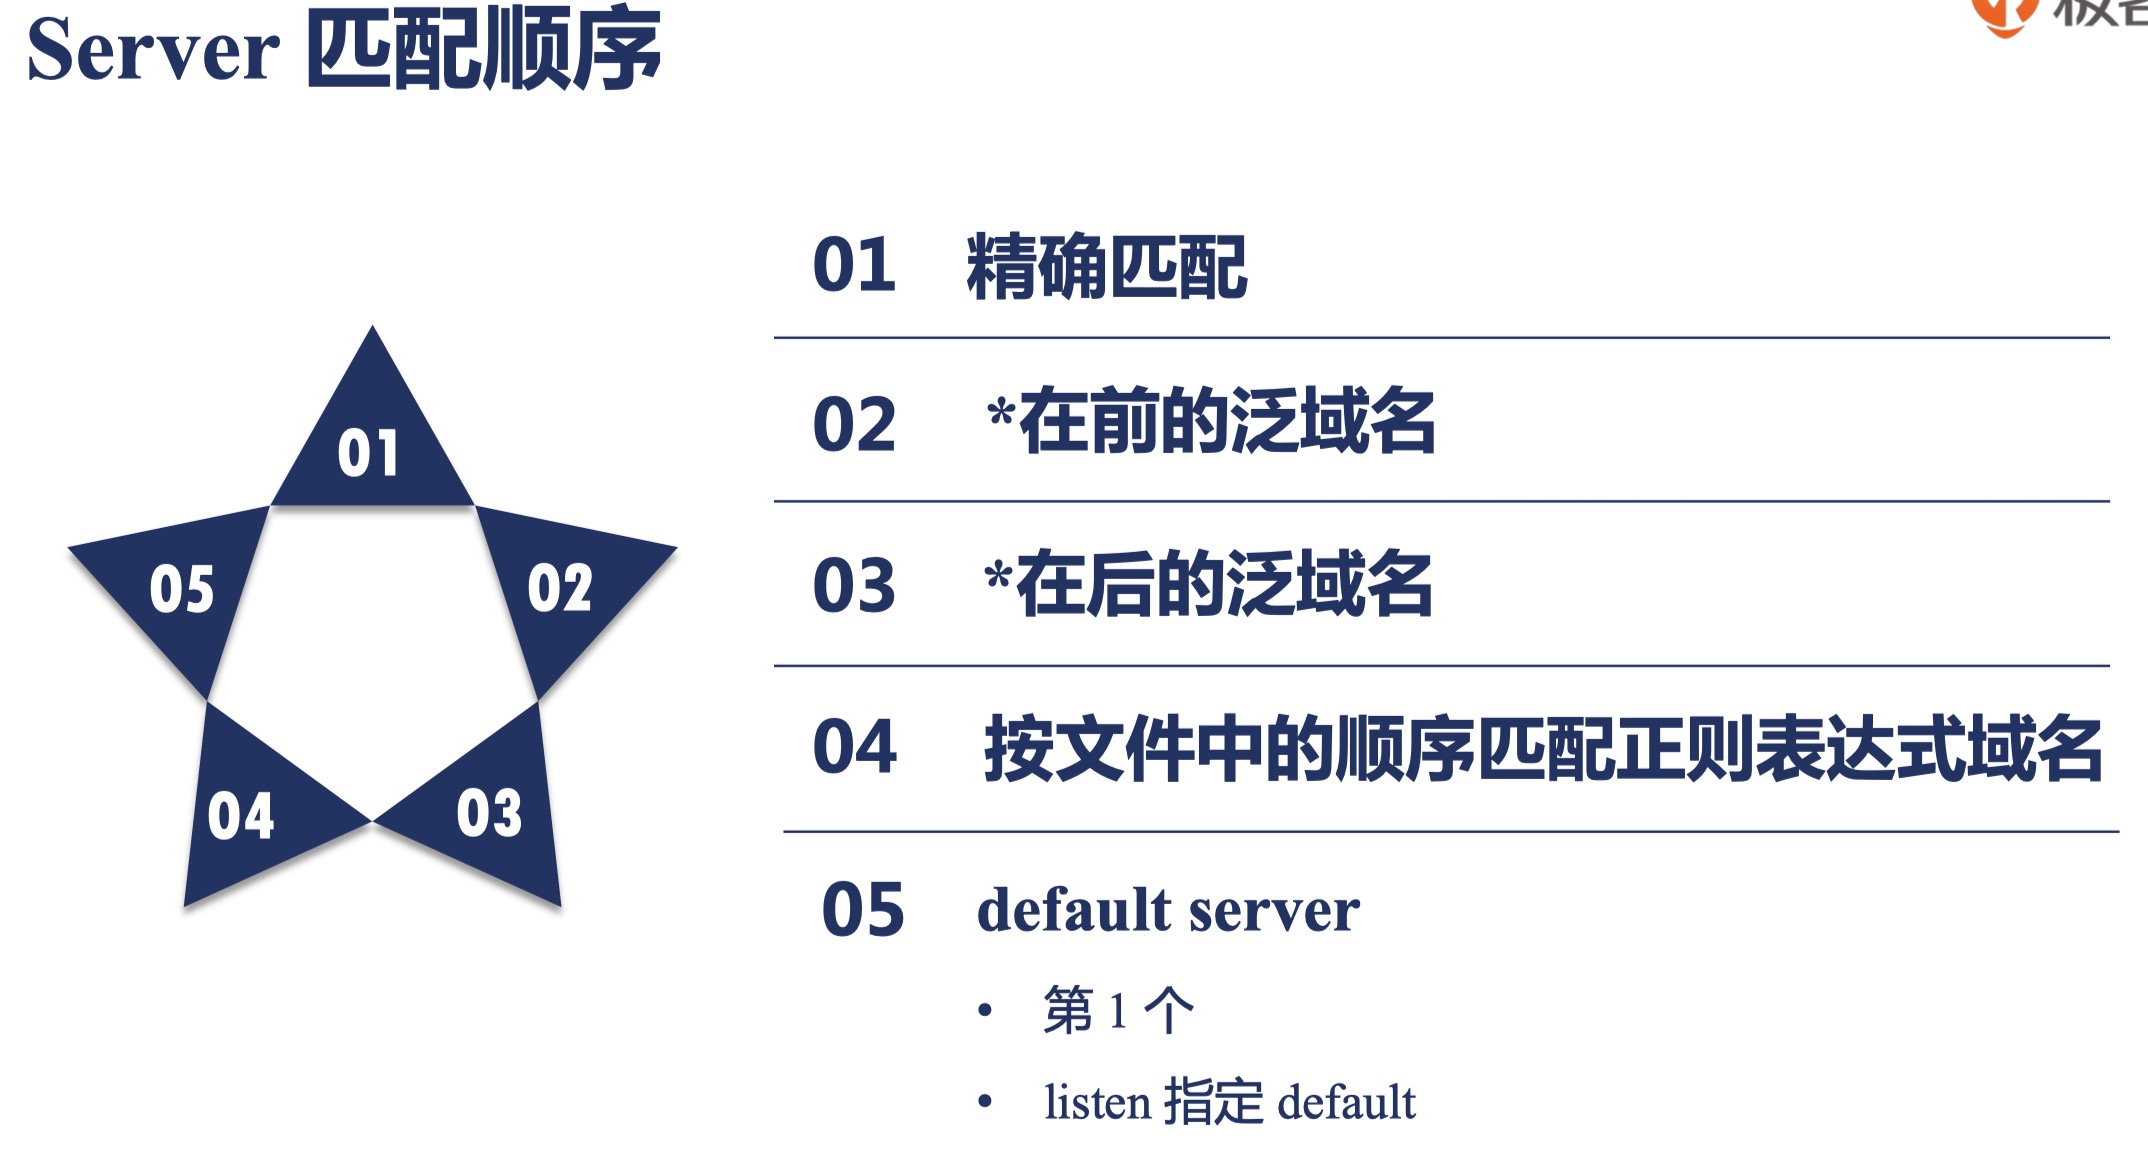 Server 匹配顺序
01 精确匹配
02 *在前的泛域名
03 *在后的泛域名
04 按文件中的顺序匹配正则表达式域名
05 default server
• 第 1 个
• listen 指定 default
01
02
03
04
05